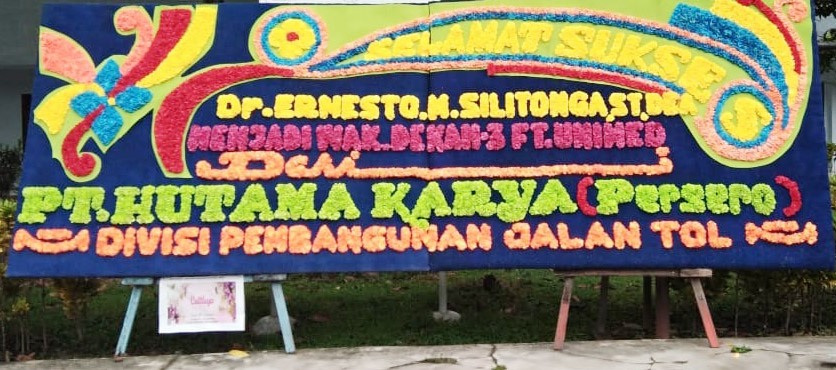 SELAMAT SUKSES
Dr. ERNESTO. M. SILITONGA, ST, DEA
MENJADI WAK. DEKAN-3 FT. UNIMED
Dari
PT. HUTAMA KARYA (Persero)
DIVISI PEMBANGUNAN JALAN TOL